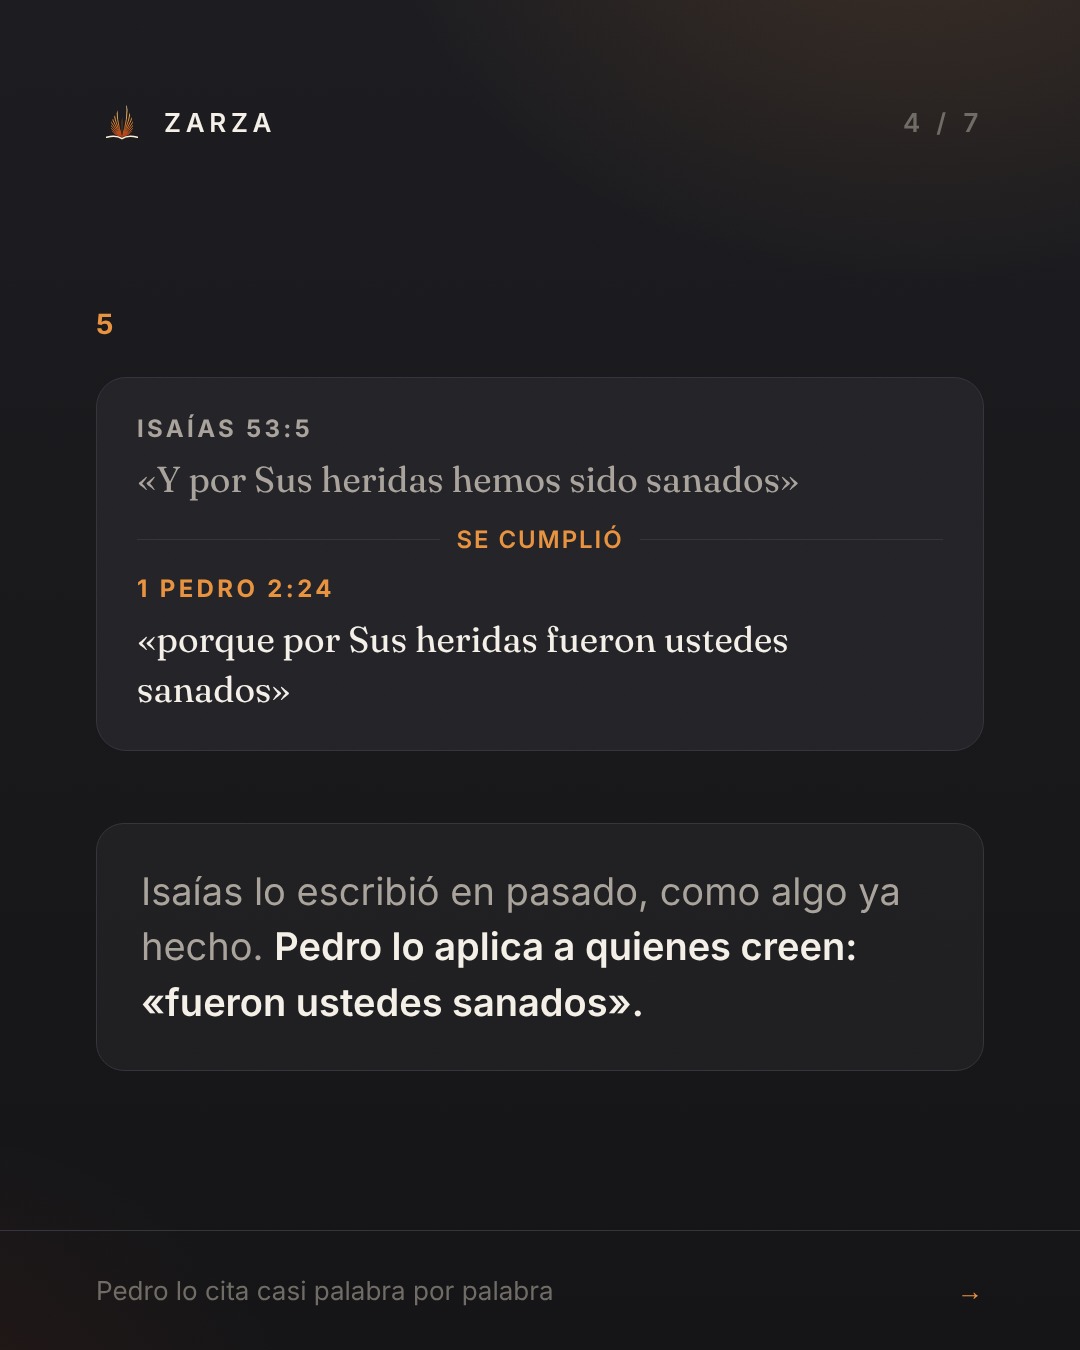 ZARZA
4 / 7
5
ISAÍAS 53:5
«Y por Sus heridas hemos sido sanados»
SE CUMPLIÓ
1 PEDRO 2:24
«porque por Sus heridas fueron ustedes
sanados»
Isaías lo escribió en pasado, como algo ya
hecho. Pedro lo aplica a quienes creen:
«fueron ustedes sanados».
Pedro lo cita casi palabra por palabra
→